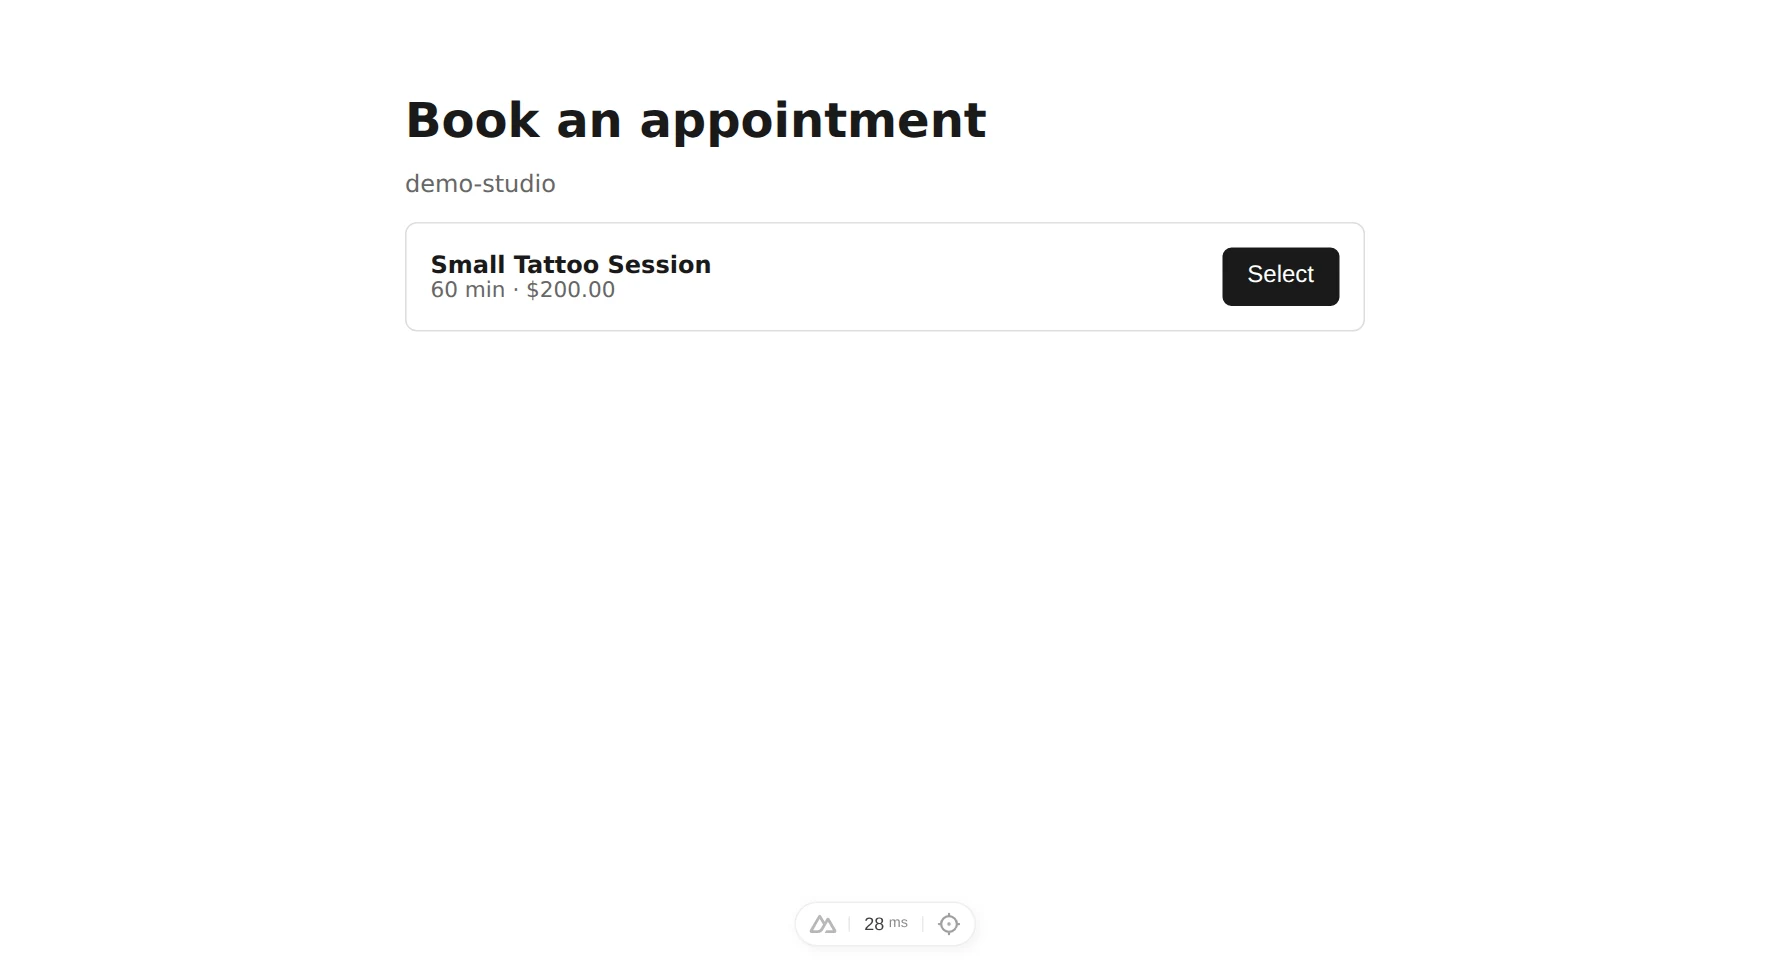 Book an appointment
demo-studio
Small Tattoo Session
60 min · $200.00
Select
28 ms